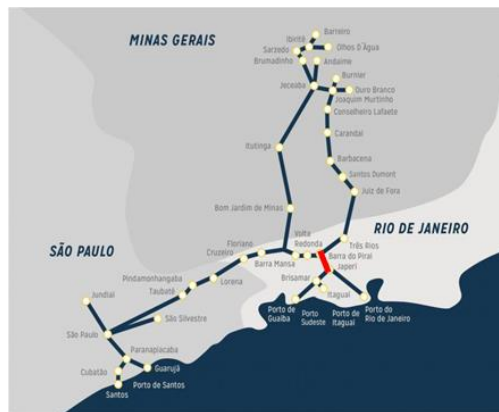 MINAS GERAIS
Barreiro
Ibirité
Olhos D'Água
Sarzedo
Brumadinho
Andaime
Burnier
Jeceaba
Ouro Branco
Joaquim Murtinho
Conselheiro Lafaete
Carandaí
Itutinga
Barbacena
Santos Dumont
Juiz de Fora
Bom Jardim de Minas
RIO DE JANEIRO
Volta
Redonda
Três Rios
Floriano
SÃO PAULO
Cruzeiro
Barra Mansa
Barra do Piraí
Japeri
Pindamonhangaba
Lorena
Brisamar
Taubaté
Itaguaí
Jundiaí
Porto de
Guaíba
Porto
Sudeste
Porto de
Itaguaí
Porto do
Rio de Janeiro
São Silvestre
São Paulo
Paranapiacaba
Cubatão
Guarujá
Porto de Santos
Santos